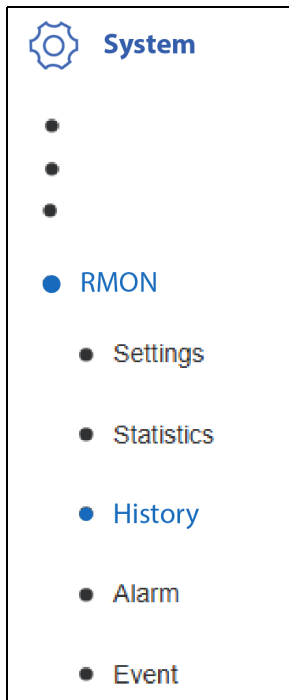 System
RMON
Settings
Statistics
History
Alarm
Event